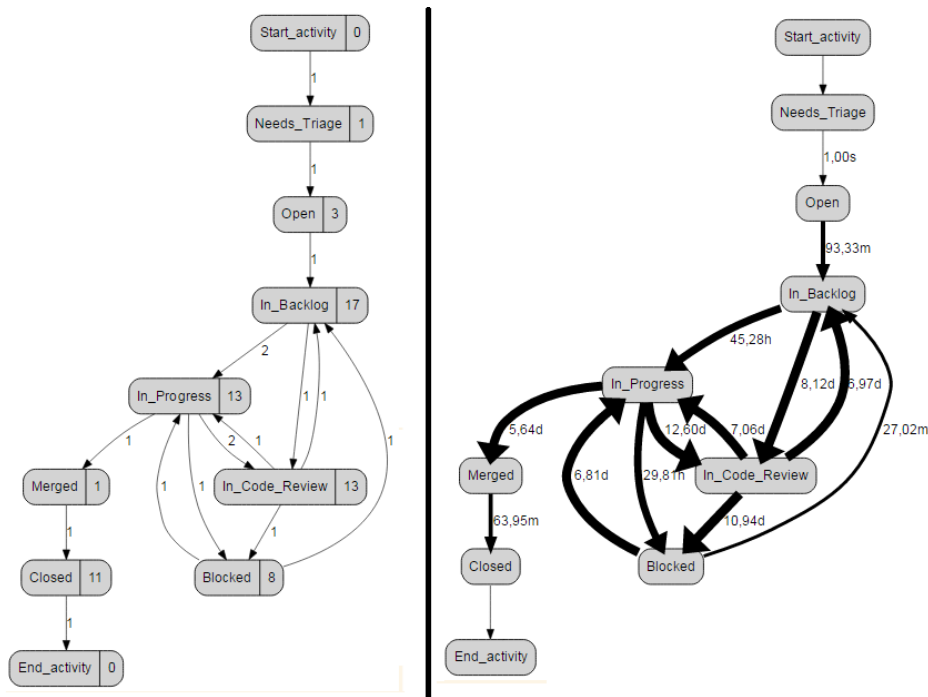 Start_activity 0
1
Needs_Triage 1
1
Open 3
1
In_Backlog 17
2
1
1
1
In_Progress 13
1
1
1
2
1
In_Code_Review 13
1
Merged 1
1
Blocked 8
Closed 11
1
End_activity 0
Start_activity
Needs_Triage
1,00s
Open
93,33m
In_Backlog
45,28h
8,12d
6,97d
27,02m
In_Progress
5,64d
6,81d
29,81h
12,60d
7,06d
In_Code_Review
10,94d
Merged
63,95m
Closed
Blocked
End_activity